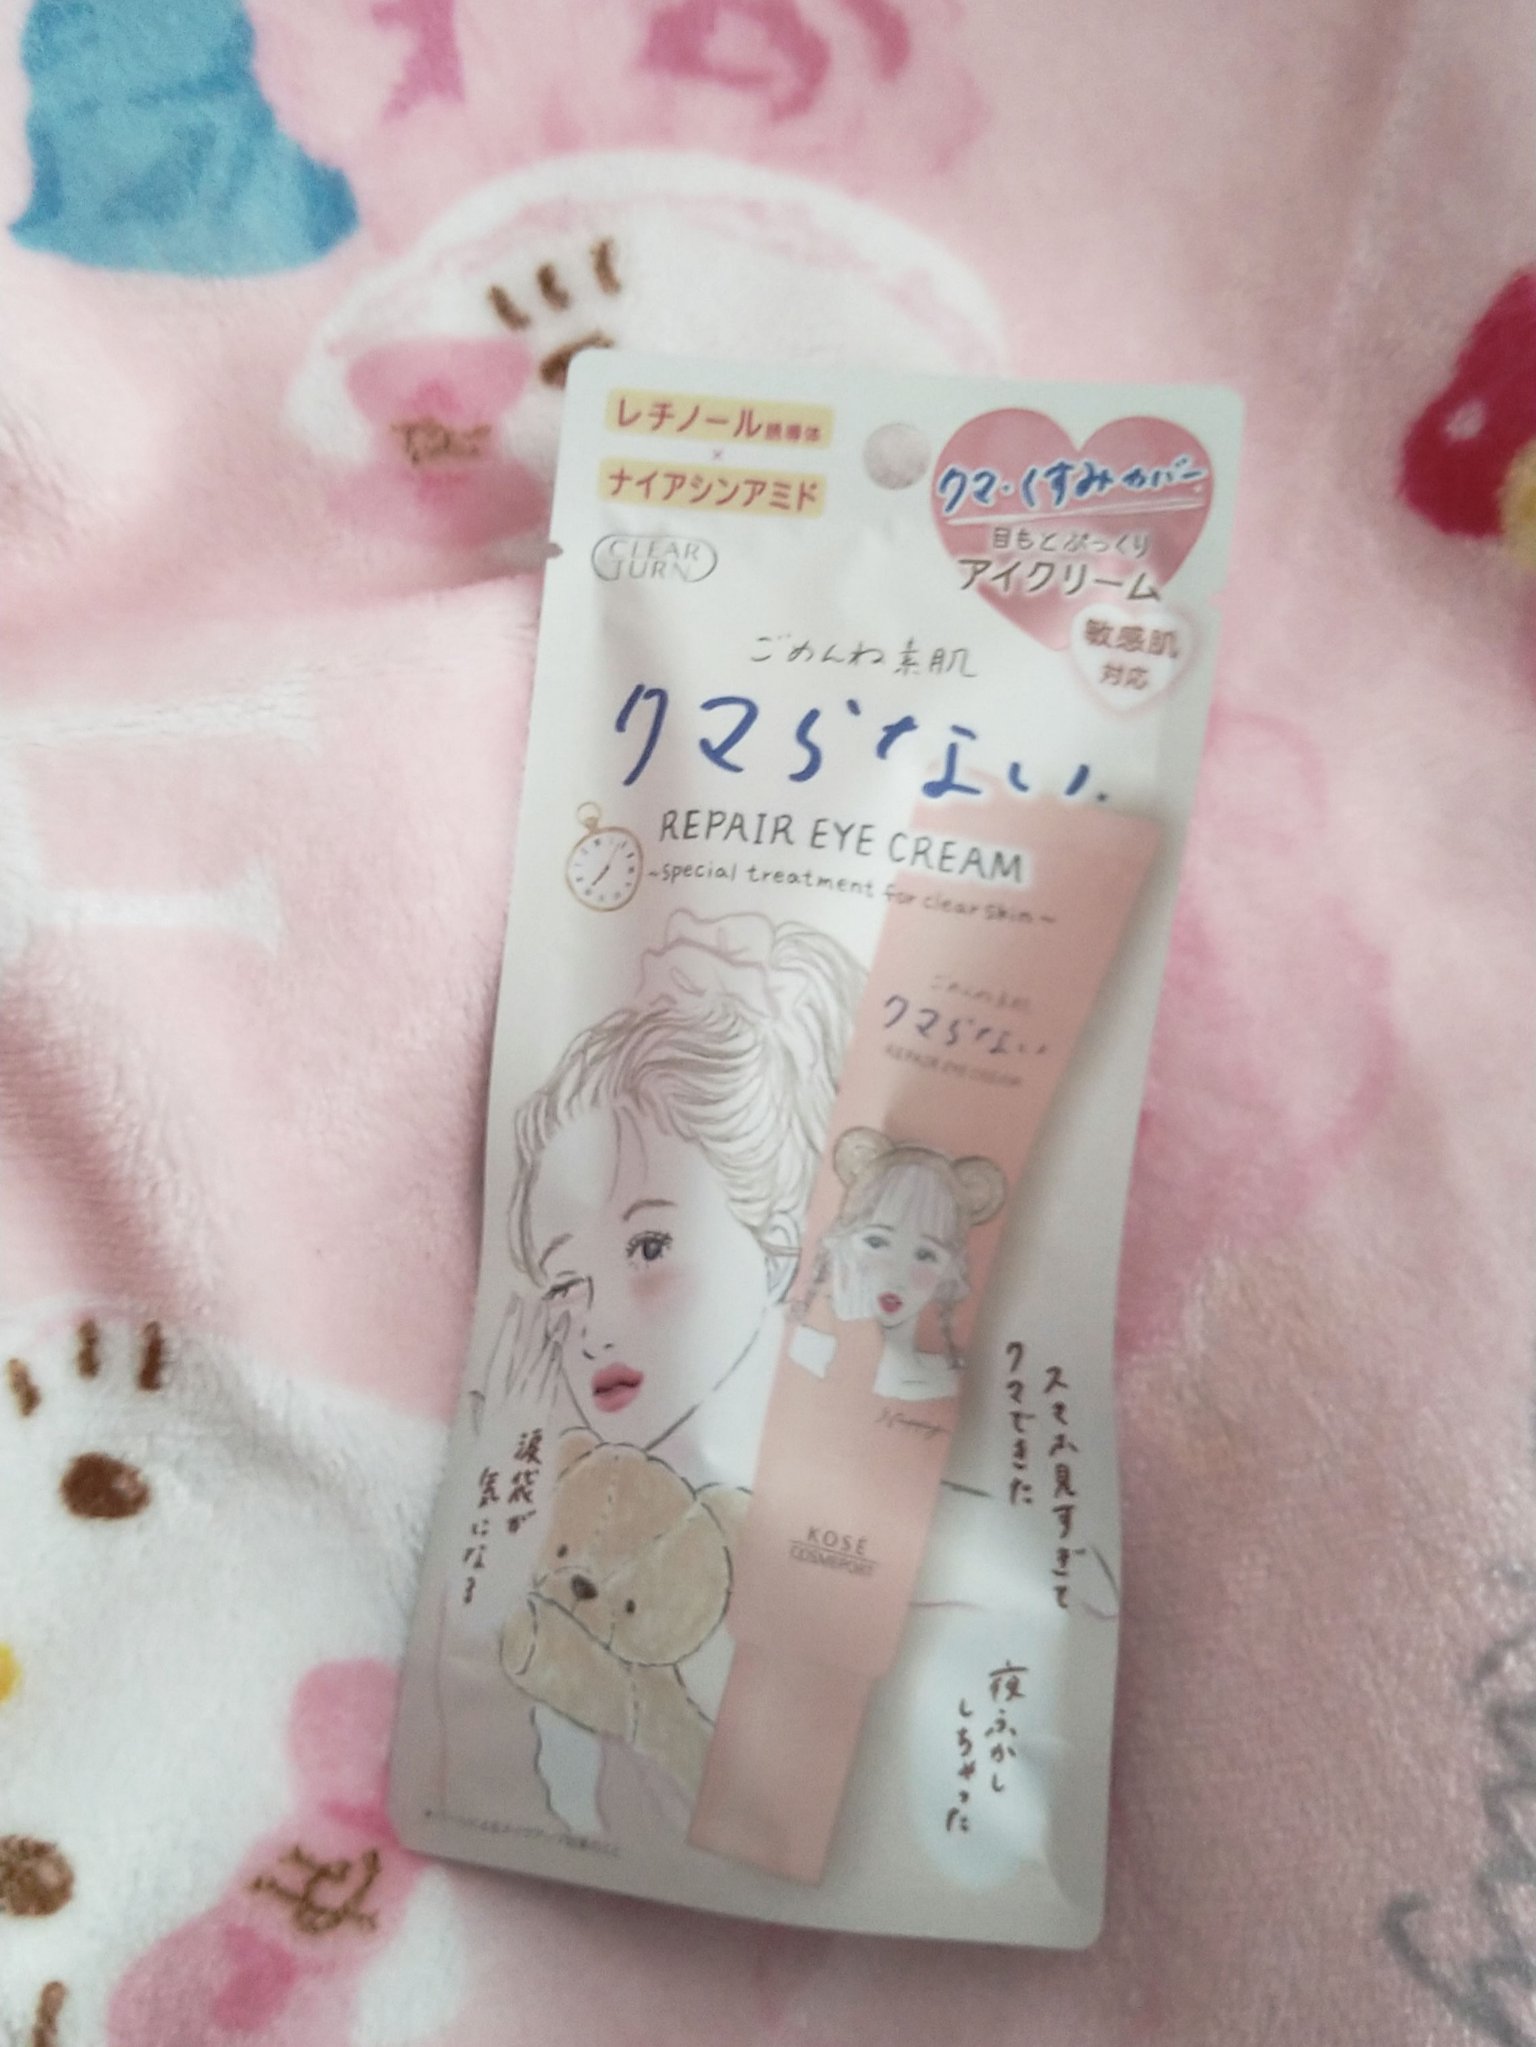 レチノール誘導体
×
ナイアシンアミド
CLEAR
TURN
クマ・くすみカバー
目もとぷっくり
アイクリーム
敏感肌
対応
ごめんね素肌
クマらない.
REPAIR EYE CREAM
~special treatment for clear skin~
ごめんね素肌
クマらない
REPAIR EYE CREAM
KOSÉ
COSMEPORT
スマホ見すぎて
クマできた
涙袋が
気になる
夜ふかし
しちゃった